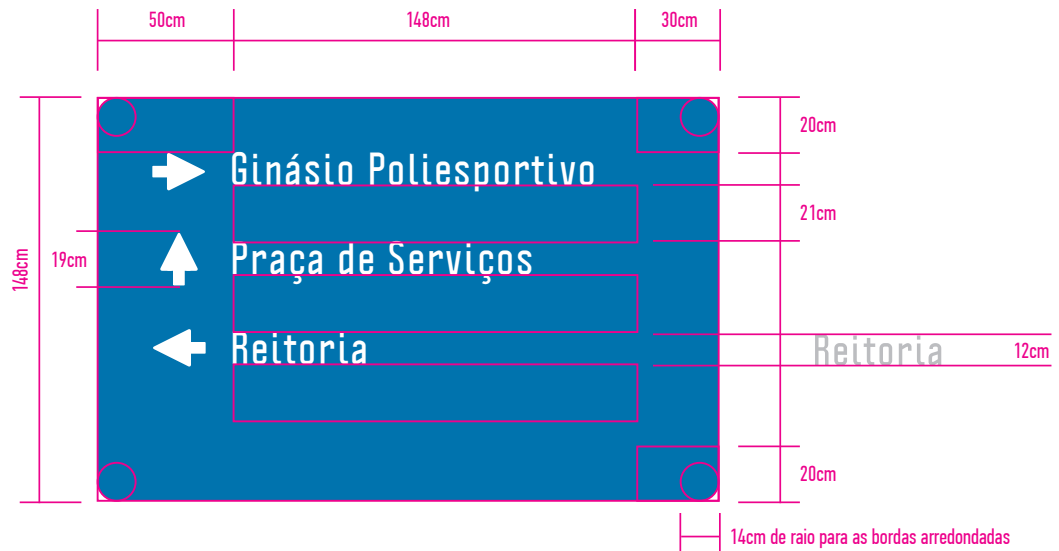 50cm 148cm 30cm
20cm
Ginásio Poliesportivo
21cm
148cm
19cm
Praça de Serviços
Reitoria
Reitoria 12cm
20cm
14cm de raio para as bordas arredondadas